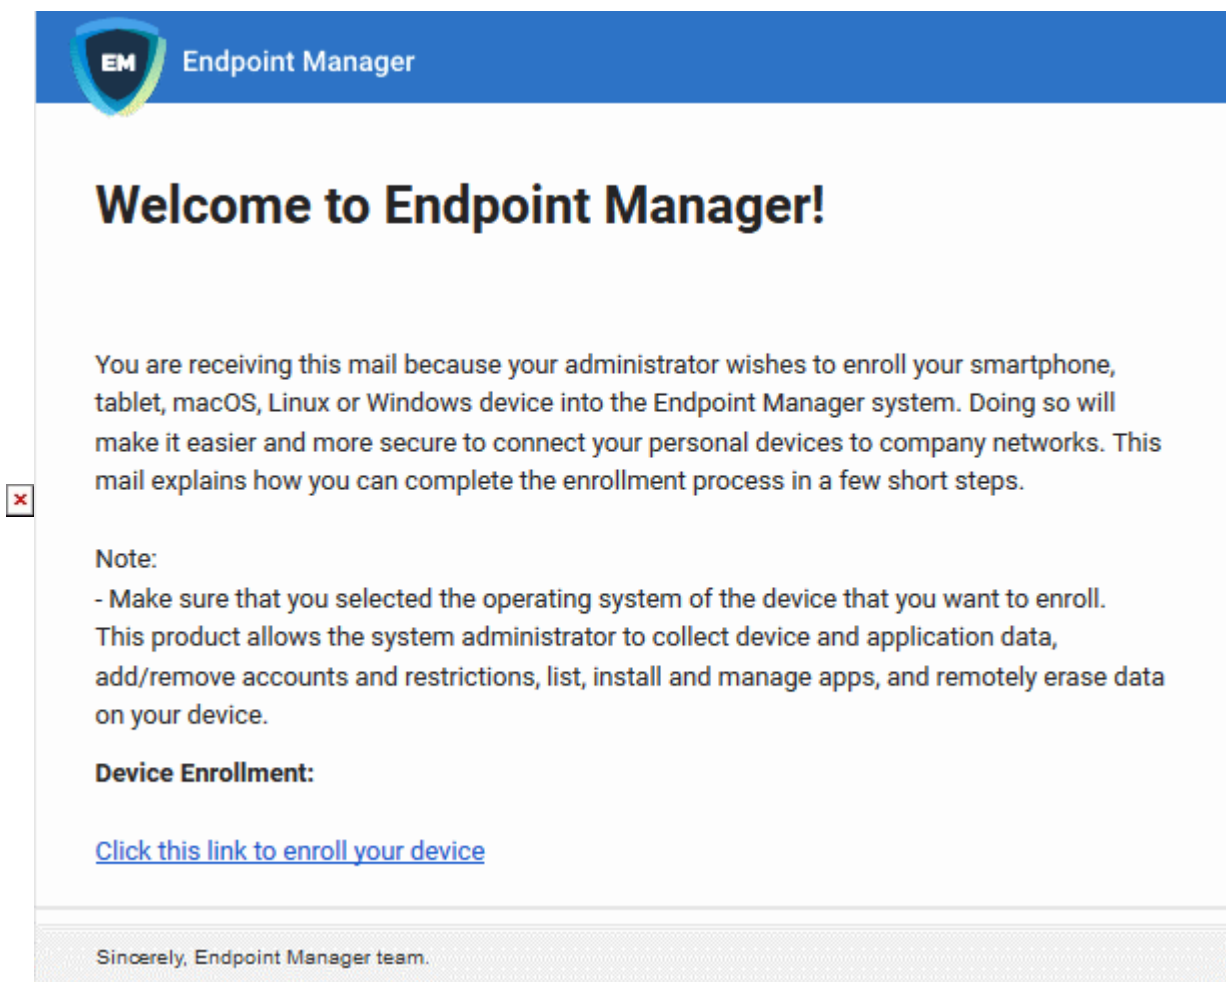 EM Endpoint Manager
Welcome to Endpoint Manager!
You are receiving this mail because your administrator wishes to enroll your smartphone,
tablet, macOS, Linux or Windows device into the Endpoint Manager system. Doing so will
make it easier and more secure to connect your personal devices to company networks. This
mail explains how you can complete the enrollment process in a few short steps.
Note:
- Make sure that you selected the operating system of the device that you want to enroll.
This product allows the system administrator to collect device and application data,
add/remove accounts and restrictions, list, install and manage apps, and remotely erase data
on your device.
Device Enrollment:
Click this link to enroll your device
Sincerely, Endpoint Manager team.